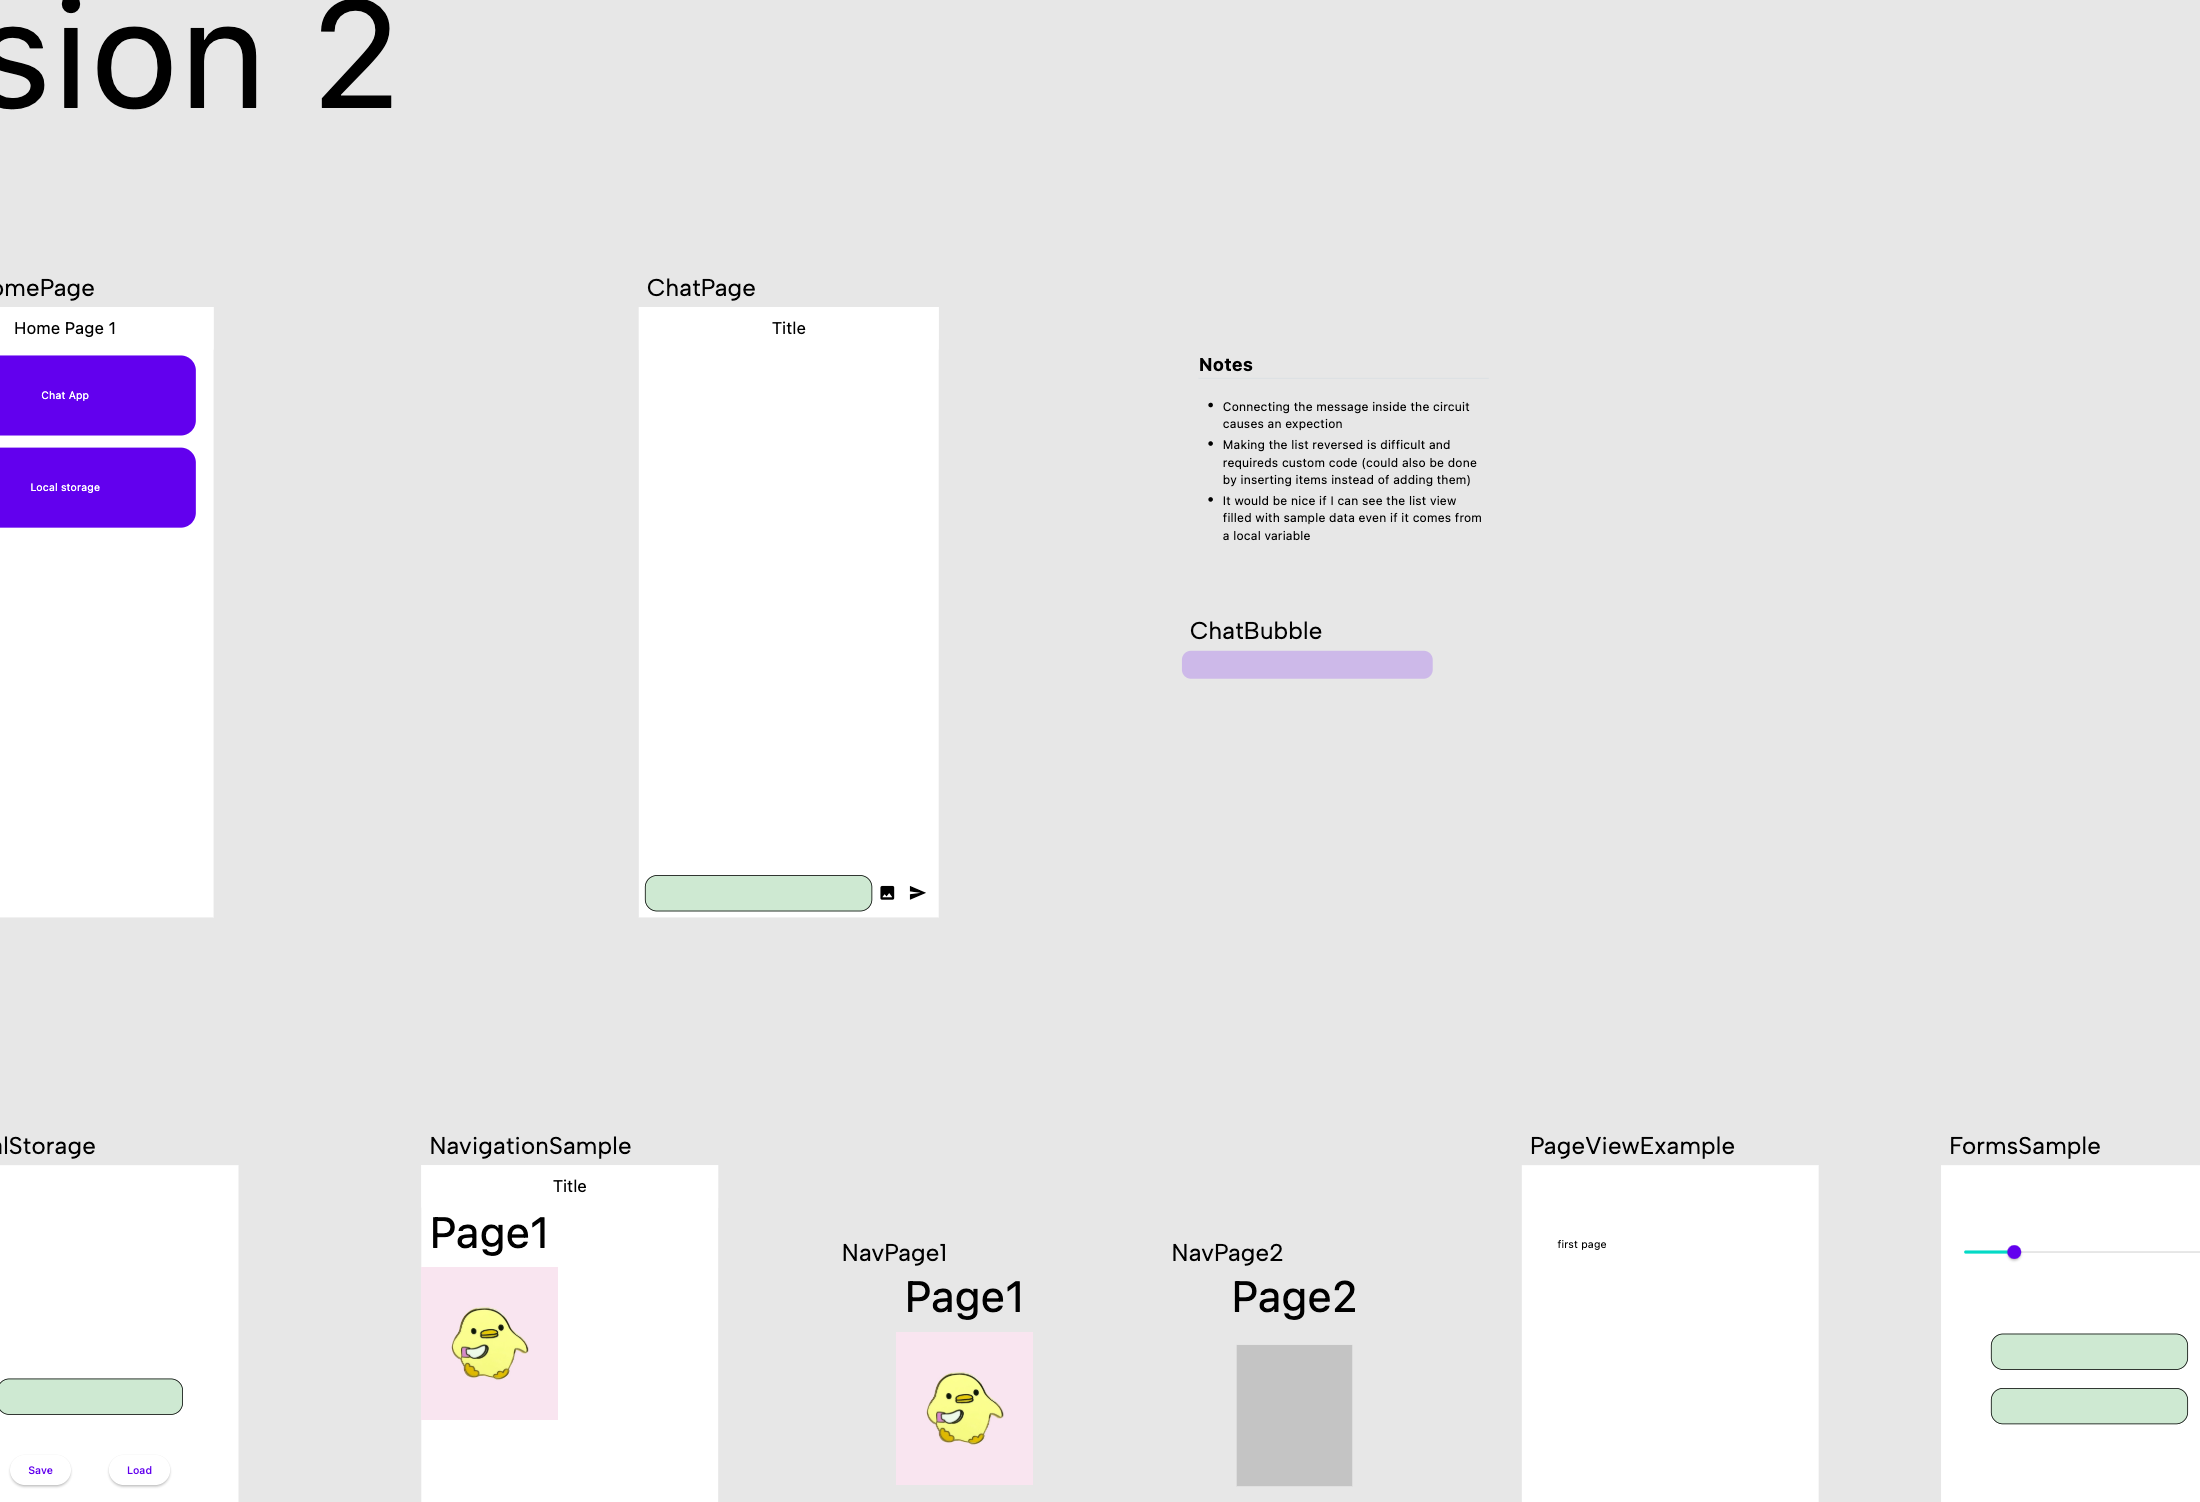 sion 2
omePage
Home Page 1
Chat App
Local storage
ChatPage
Title
Notes
• Connecting the message inside the circuit
causes an expection
• Making the list reversed is difficult and
requireds custom code (could also be done
by inserting items instead of adding them)
• It would be nice if I can see the list view
filled with sample data even if it comes from
a local variable
ChatBubble
lStorage
Save
Load
NavigationSample
Title
Page1
NavPage1
Page1
NavPage2
Page2
PageViewExample
first page
FormsSample